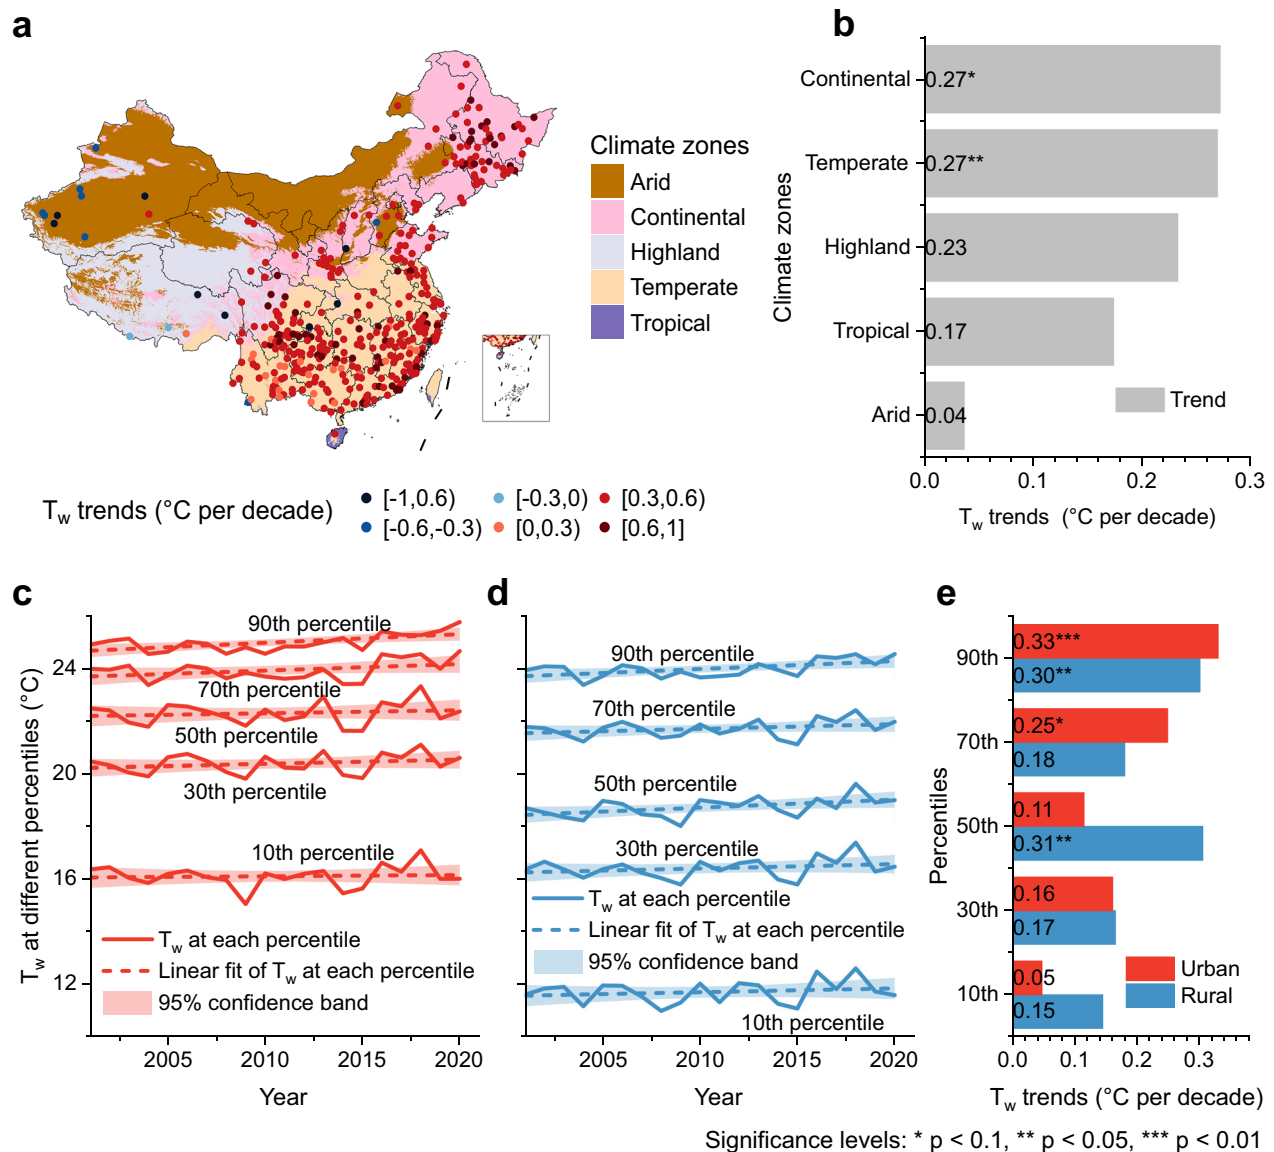 a
Climate zones
Arid
Continental
Highland
Temperate
Tropical
Tw trends (°C per decade)
[-1,0.6)
[-0.3,0)
[0.3,0.6)
[-0.6,-0.3)
[0,0.3)
[0.6,1]
b
Climate zones
Continental
0.27*
Temperate
0.27**
Highland
0.23
Tropical
0.17
Arid
0.04
Trend
0.0
0.1
0.2
0.3
Tw trends (°C per decade)
c
Tw at different percentiles (°C)
24
20
16
12
90th percentile
70th percentile
50th percentile
30th percentile
10th percentile
Tw at each percentile
Linear fit of Tw at each percentile
95% confidence band
2005
2010
2015
2020
Year
d
90th percentile
70th percentile
50th percentile
30th percentile
Tw at each percentile
Linear fit of Tw at each percentile
95% confidence band
10th percentile
2005
2010
2015
2020
Year
e
Percentiles
90th
0.33***
0.30**
70th
0.25*
0.18
50th
0.11
0.31**
30th
0.16
0.17
10th
0.05
0.15
Urban
Rural
0.0
0.1
0.2
0.3
Tw trends (°C per decade)
Significance levels: * p < 0.1, ** p < 0.05, *** p < 0.01